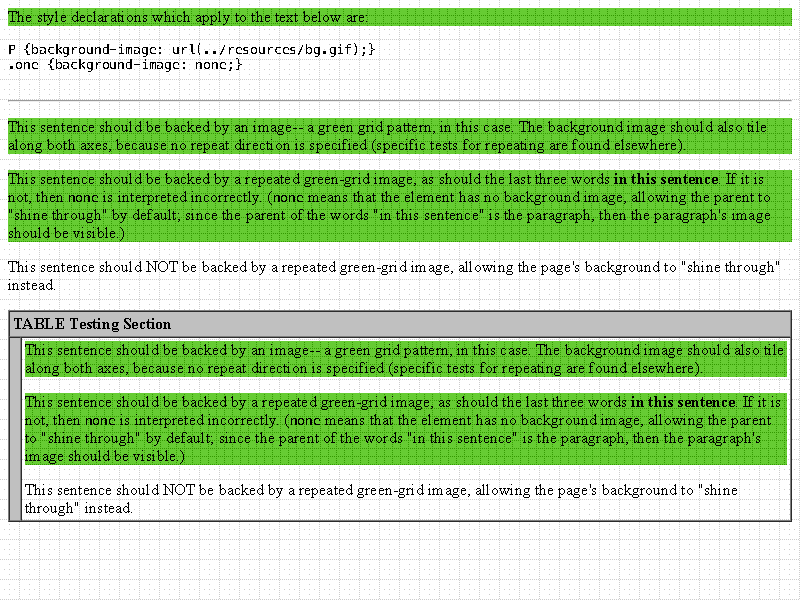 The style declarations which apply to the text below are:
P {background-image: url(../resources/bg.gif);}
.one {background-image: none;}
This sentence should be backed by an image-- a green grid pattern, in this case. The background image should also tile
along both axes, because no repeat direction is specified (specific tests for repeating are found elsewhere).
This sentence should be backed by a repeated green-grid image, as should the last three words in this sentence. If it is
not, then none is interpreted incorrectly. (none means that the element has no background image, allowing the parent to
"shine through" by default; since the parent of the words "in this sentence" is the paragraph, then the paragraph's image
should be visible.)
This sentence should NOT be backed by a repeated green-grid image, allowing the page's background to "shine through"
instead.
TABLE Testing Section
This sentence should be backed by an image-- a green grid pattern, in this case. The background image should also tile
along both axes, because no repeat direction is specified (specific tests for repeating are found elsewhere).
This sentence should be backed by a repeated green-grid image, as should the last three words in this sentence. If it is
not, then none is interpreted incorrectly. (none means that the element has no background image, allowing the parent
to "shine through" by default; since the parent of the words "in this sentence" is the paragraph, then the paragraph's
image should be visible.)
This sentence should NOT be backed by a repeated green-grid image, allowing the page's background to "shine
through" instead.